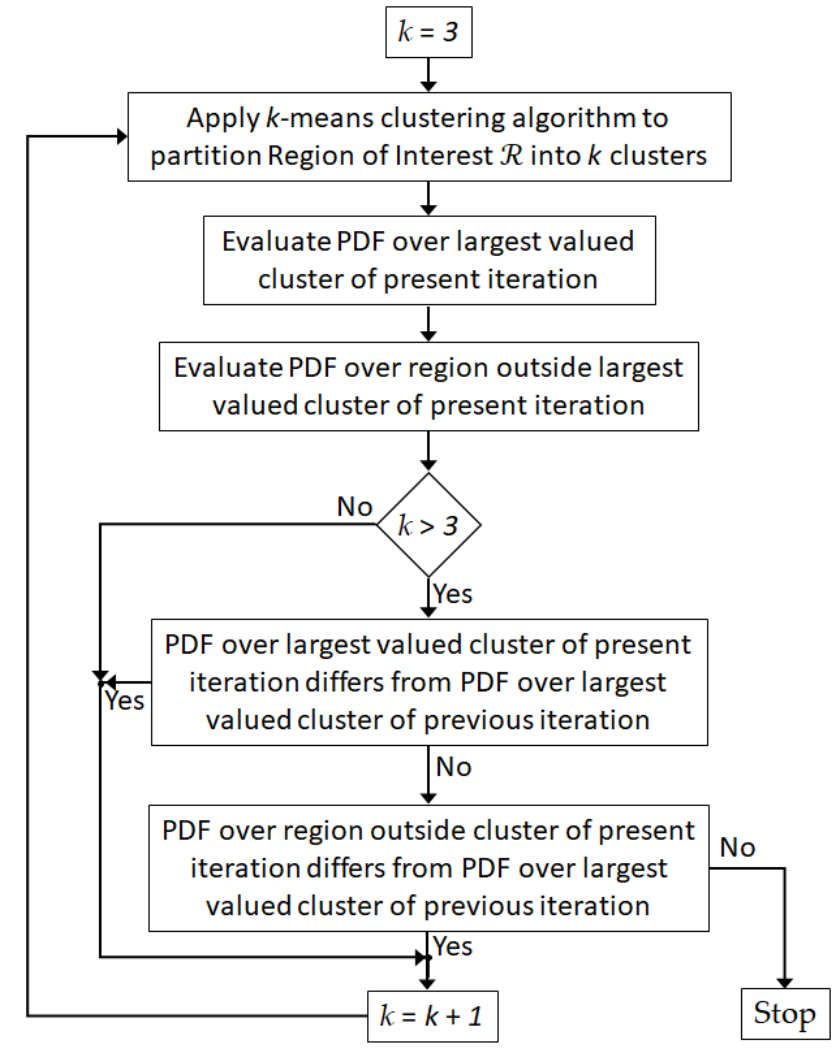 k = 3
Apply k-means clustering algorithm to
partition Region of Interest ℛ into k clusters
Evaluate PDF over largest valued
cluster of present iteration
Evaluate PDF over region outside largest
valued cluster of present iteration
No
k > 3
Yes
PDF over largest valued cluster of present
iteration differs from PDF over largest
valued cluster of previous iteration
Yes
No
PDF over region outside cluster of present
iteration differs from PDF over largest
valued cluster of previous iteration
No
Yes
k = k + 1
Stop